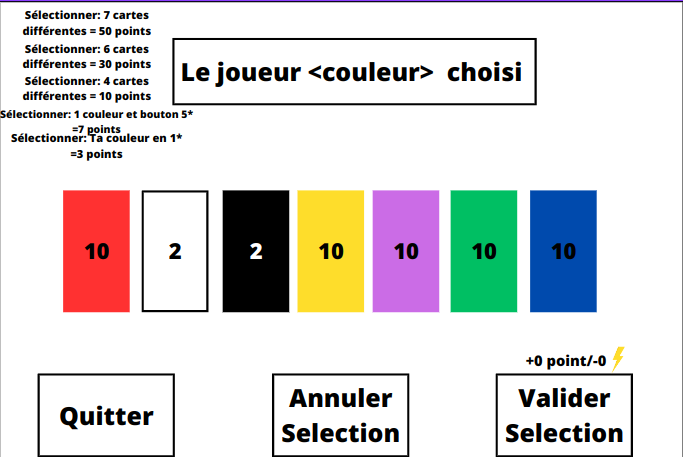 Sélectionner: 7 cartes
différentes = 50 points
Sélectionner: 6 cartes
différentes = 30 points
Sélectionner: 4 cartes
différentes = 10 points
Sélectionner: 1 couleur et bouton 5*
=7 points
Sélectionner: Ta couleur en 1*
=3 points
Le joueur <couleur> choisi
10 2 2 10 10 10 10
+0 point/-0
Quitter
Annuler
Selection
Valider
Selection